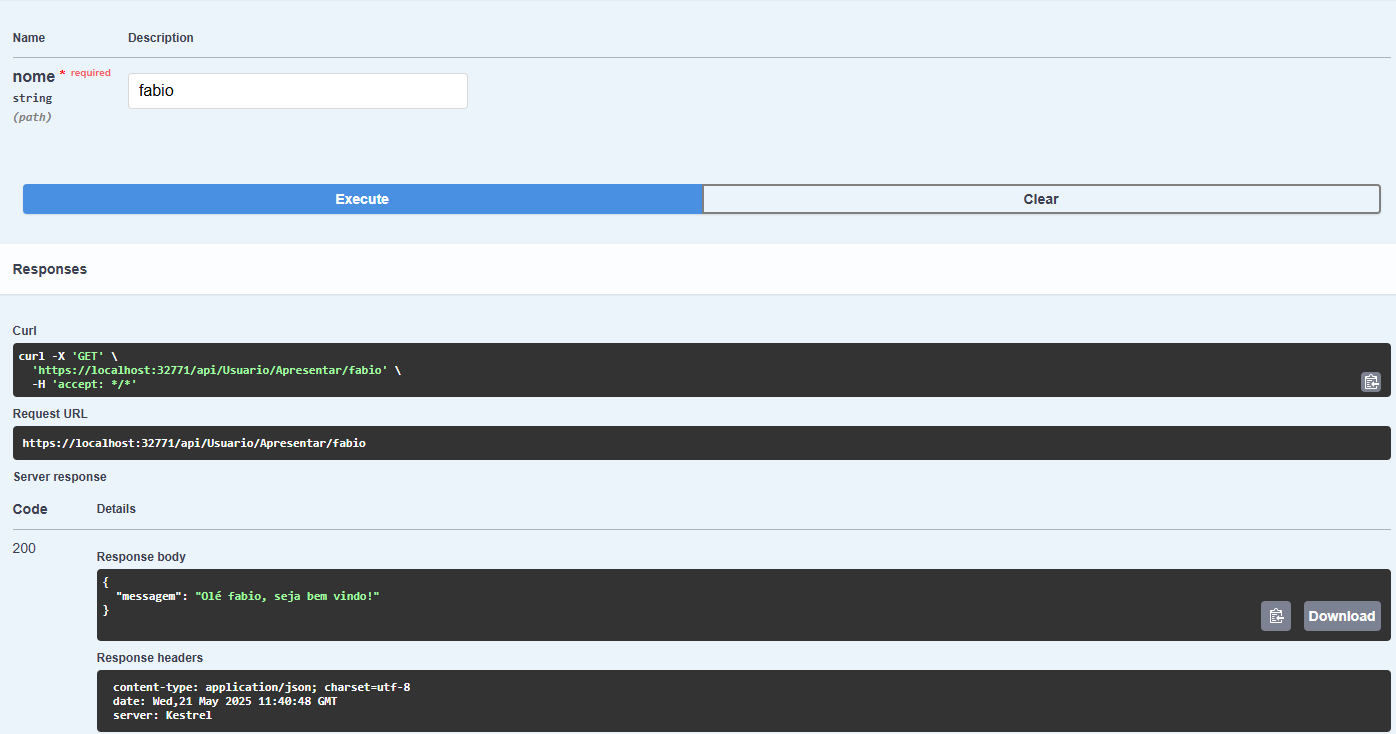 Name Description
nome * required
string
(path)
fabio
Execute Clear
Responses
Curl
curl -X 'GET' \
'https://localhost:32771/api/Usuario/Apresentar/fabio' \
-H 'accept: */*'
Request URL
https://localhost:32771/api/Usuario/Apresentar/fabio
Server response
Code Details
200
Response body
{
"messagem": "Olé fabio, seja bem vindo!"
}
Download
Response headers
content-type: application/json; charset=utf-8
date: Wed,21 May 2025 11:40:48 GMT
server: Kestrel